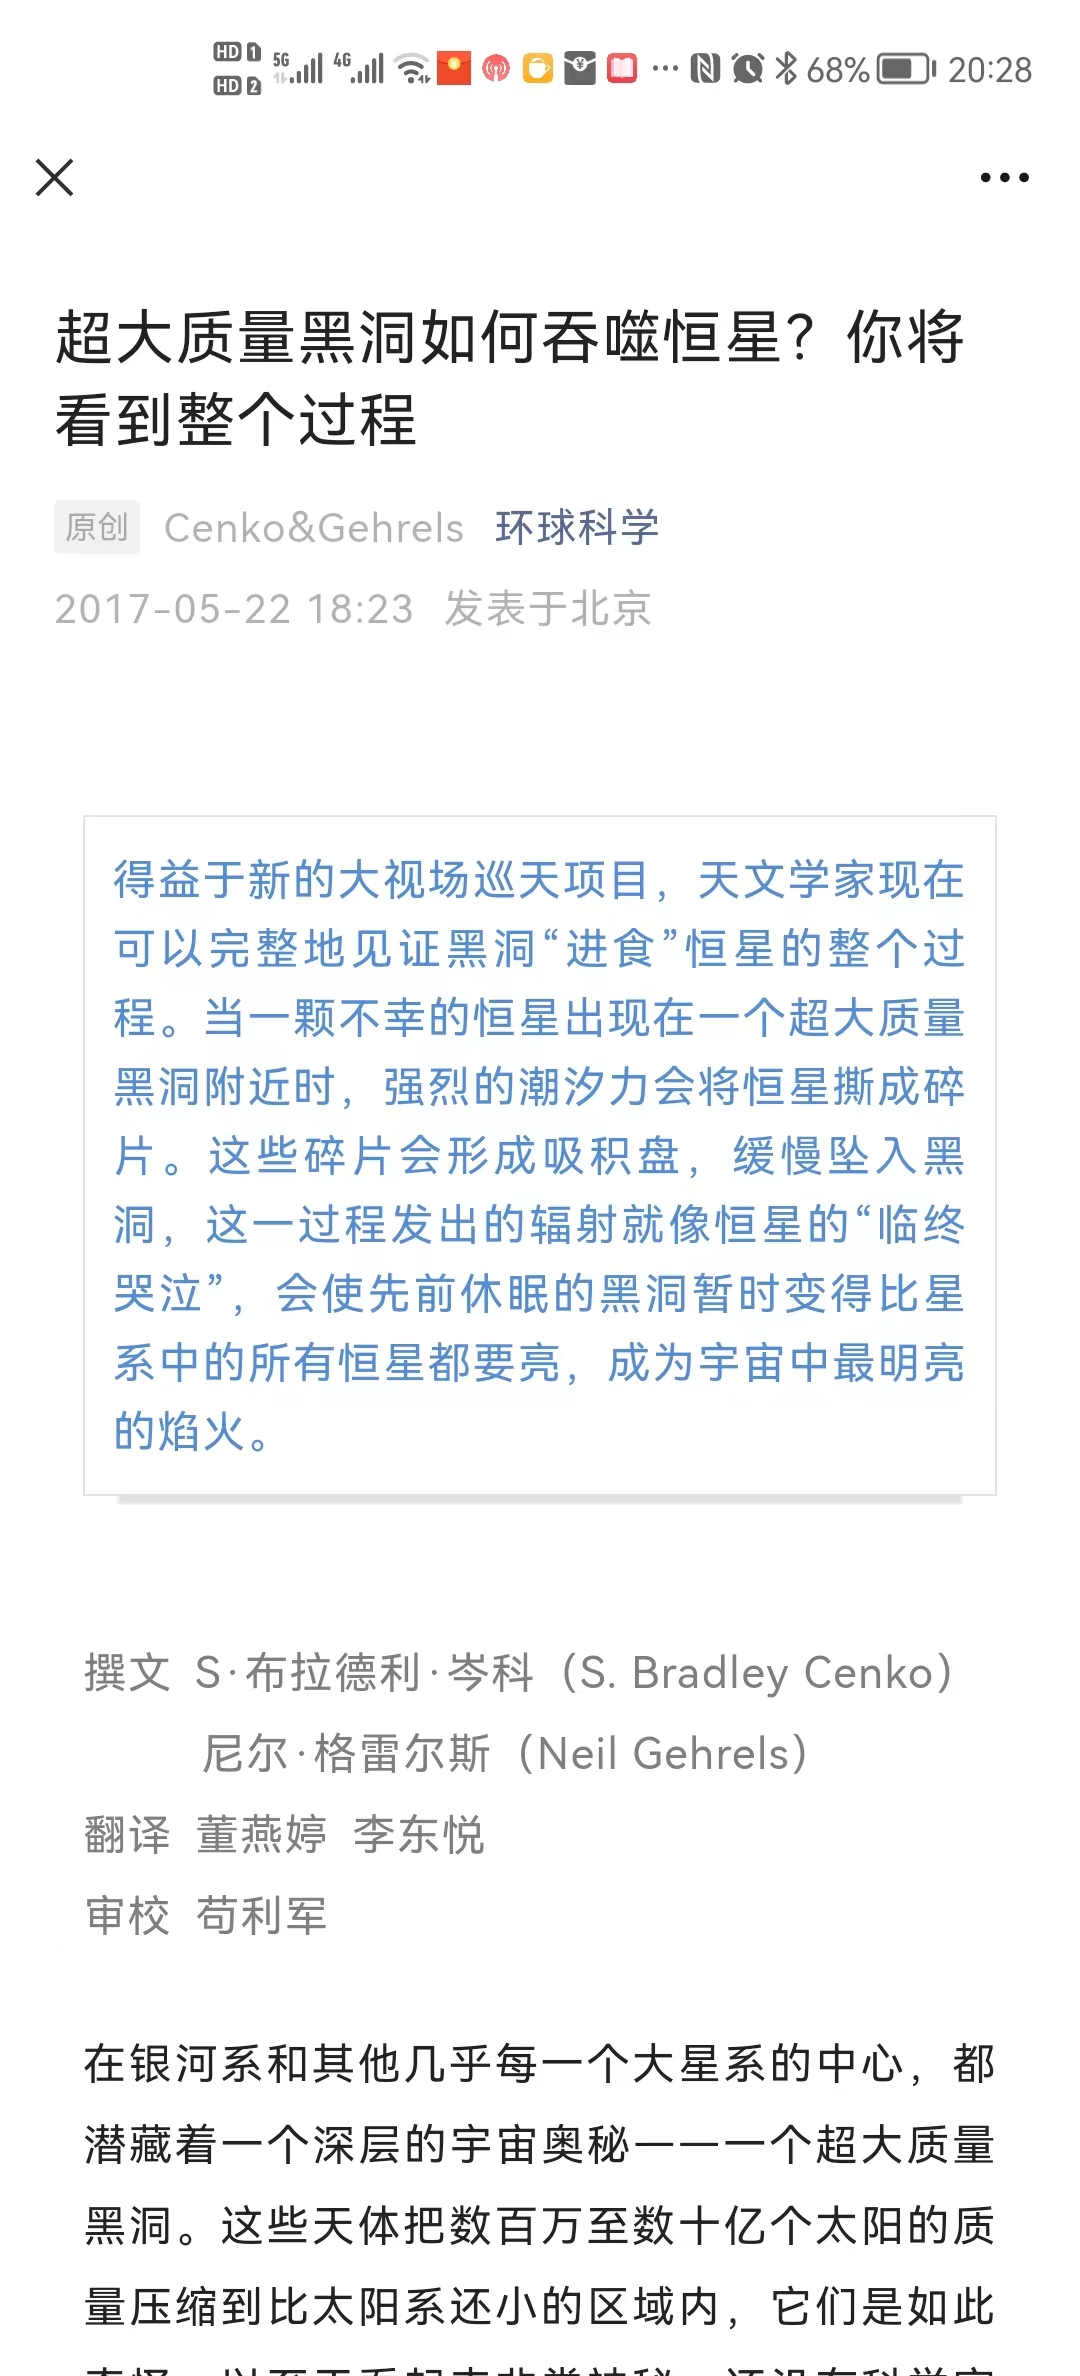 HD 1 5G 4G 68% 20:28
HD 2
超大质量黑洞如何吞噬恒星？你将
看到整个过程
原创 Cenko&Gehrels 环球科学
2017-05-22 18:23 发表于北京
得益于新的大视场巡天项目，天文学家现在
可以完整地见证黑洞“进食”恒星的整个过
程。当一颗不幸的恒星出现在一个超大质量
黑洞附近时，强烈的潮汐力会将恒星撕成碎
片。这些碎片会形成吸积盘，缓慢坠入黑
洞，这一过程发出的辐射就像恒星的“临终
哭泣”，会使先前休眠的黑洞暂时变得比星
系中的所有恒星都要亮，成为宇宙中最明亮
的焰火。
撰文 S·布拉德利·岑科（S. Bradley Cenko）
尼尔·格雷尔斯（Neil Gehrels）
翻译 董燕婷 李东悦
审校 苟利军
在银河系和其他几乎每一个大星系的中心，都
潜藏着一个深层的宇宙奥秘——一个超大质量
黑洞。这些天体把数百万至数十亿个太阳的质
量压缩到比太阳系还小的区域内，它们是如此